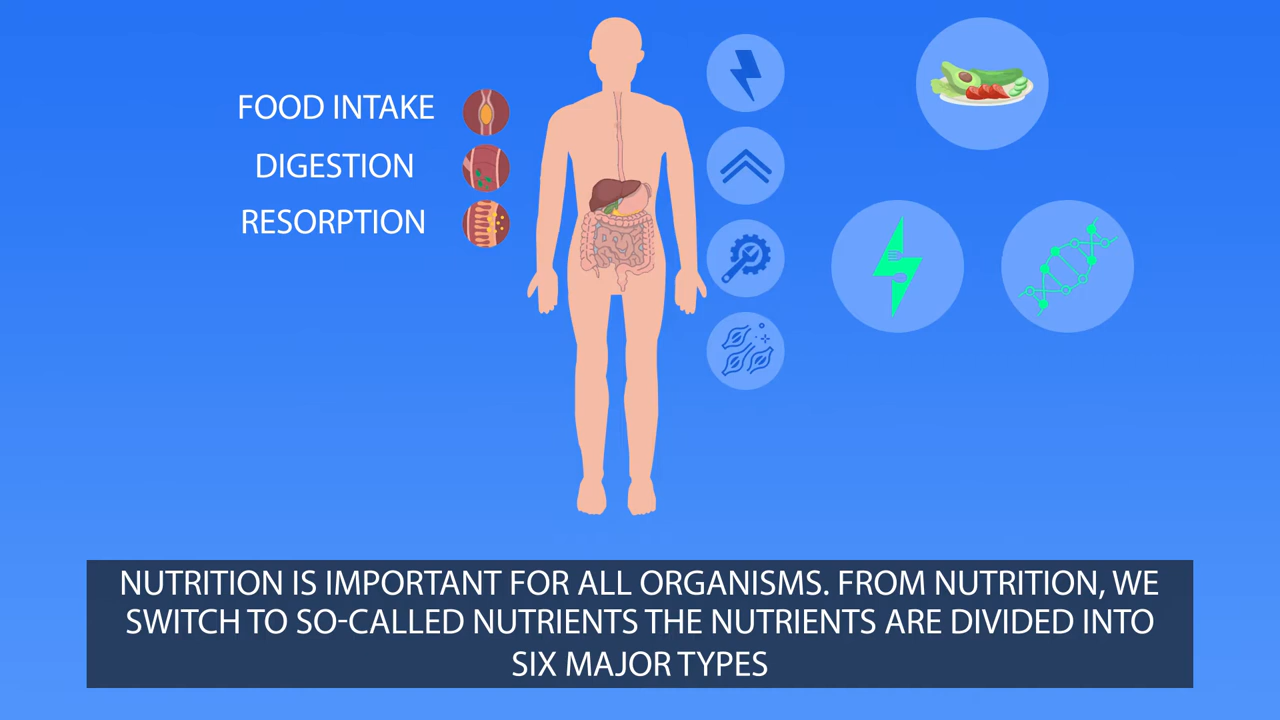 FOOD INTAKE
DIGESTION
RESORPTION
NUTRITION IS IMPORTANT FOR ALL ORGANISMS. FROM NUTRITION, WE
SWITCH TO SO-CALLED NUTRIENTS THE NUTRIENTS ARE DIVIDED INTO
SIX MAJOR TYPES